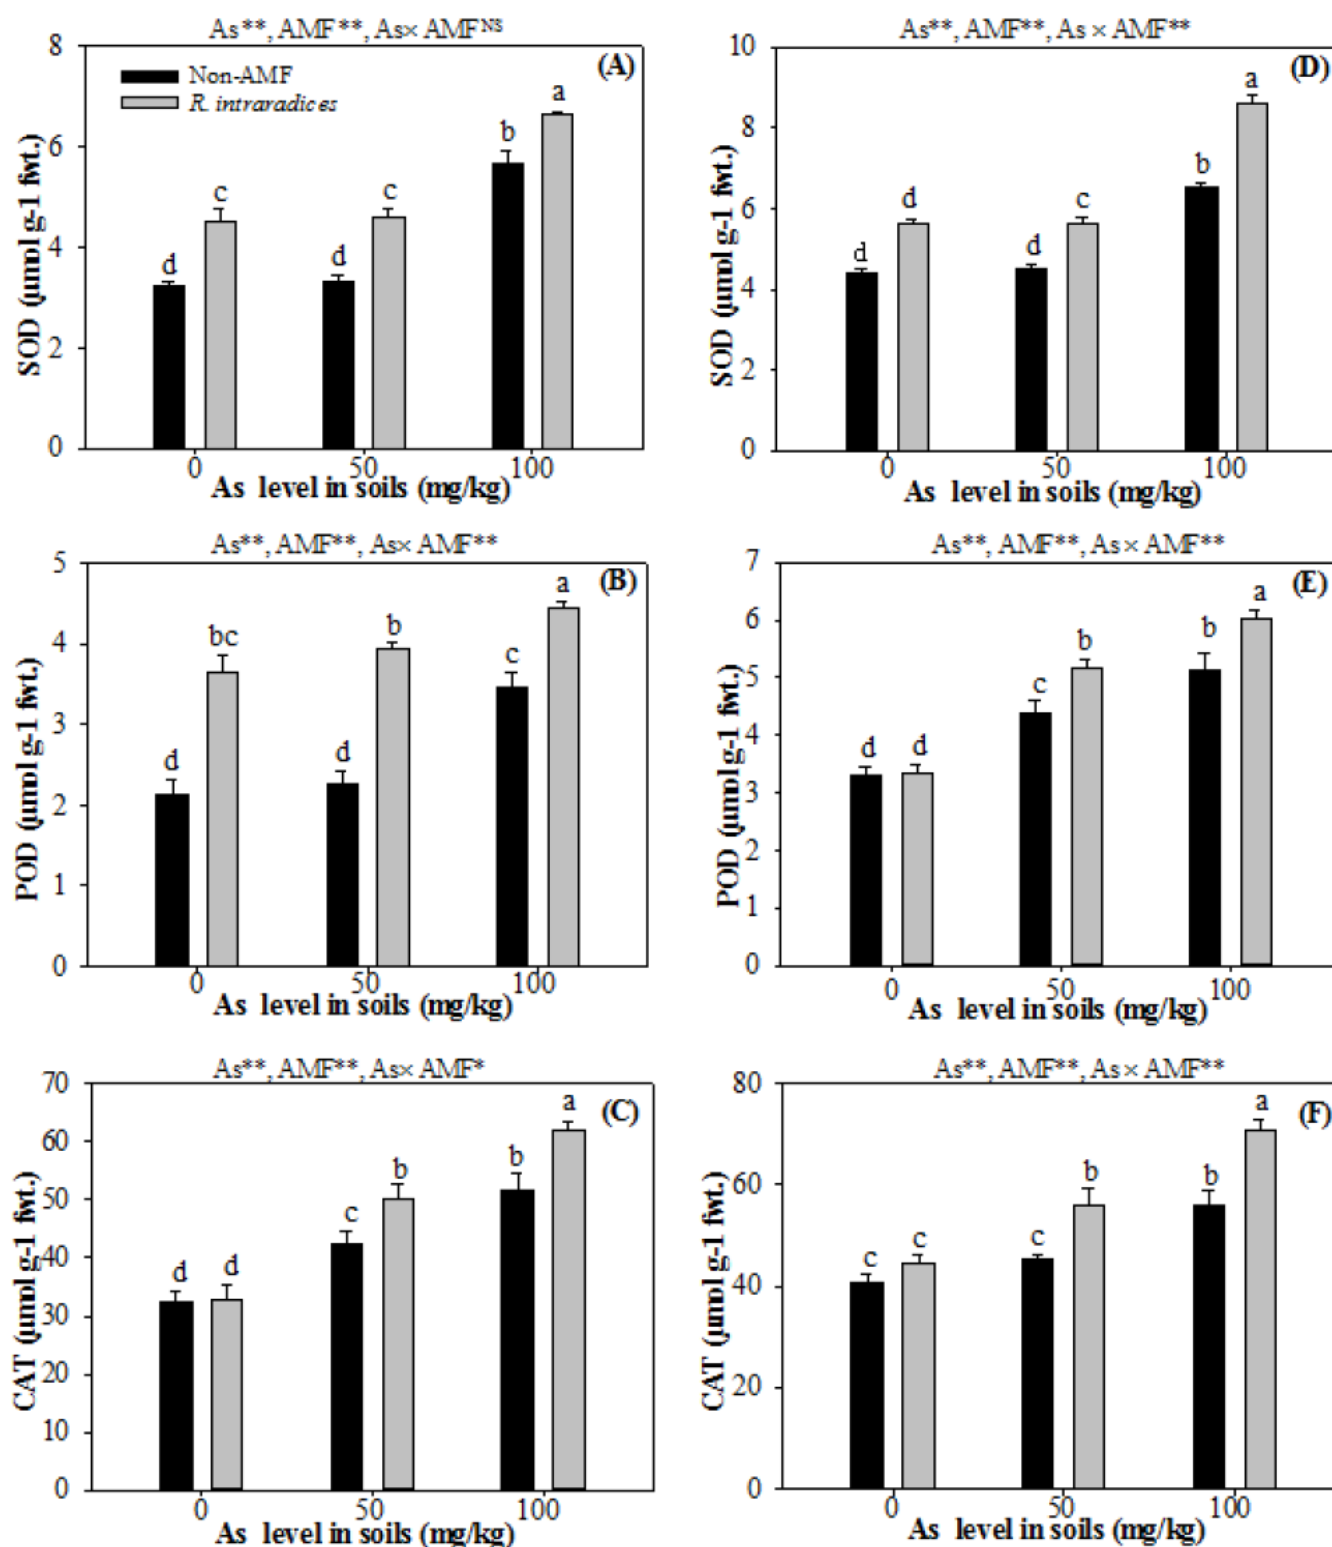 As**, AMF**, As× AMF^NS
(A)
Non-AMF
R. intraradices
SOD (µmol g-1 fwt.)
8
6
4
2
0
d
c
d
c
b
a
0
50
100
As level in soils (mg/kg)
As**, AMF**, As × AMF**
(D)
SOD (µmol g-1 fwt.)
10
8
6
4
2
0
d
d
d
c
b
a
0
50
100
As level in soils (mg/kg)
As**, AMF**, As× AMF**
(B)
POD (µmol g-1 fwt.)
5
4
3
2
1
0
d
bc
d
b
c
a
0
50
100
As level in soils (mg/kg)
As**, AMF**, As × AMF**
(E)
POD (µmol g-1 fwt.)
7
6
5
4
3
2
1
0
d
d
c
b
b
a
0
50
100
As level in soils (mg/kg)
As**, AMF**, As× AMF*
(C)
CAT (µmol g-1 fwt.)
70
60
50
40
30
20
10
0
d
d
c
b
b
a
0
50
100
As level in soils (mg/kg)
As**, AMF**, As × AMF**
(F)
CAT (µmol g-1 fwt.)
80
60
40
20
0
c
c
c
b
b
a
0
50
100
As level in soils (mg/kg)